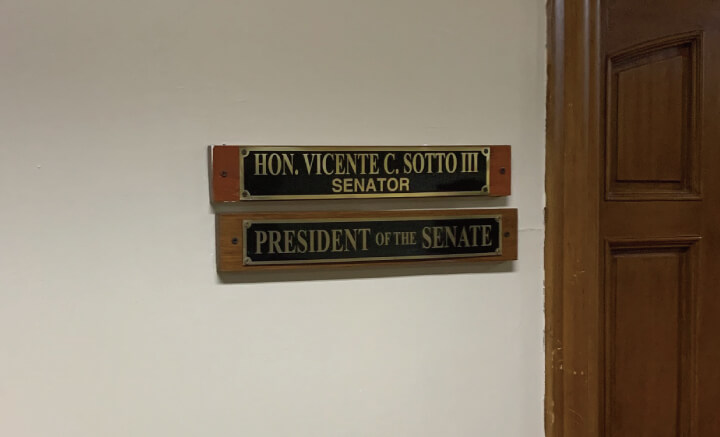 HON. VICENTE C. SOTTO III
SENATOR
PRESIDENT OF THE SENATE